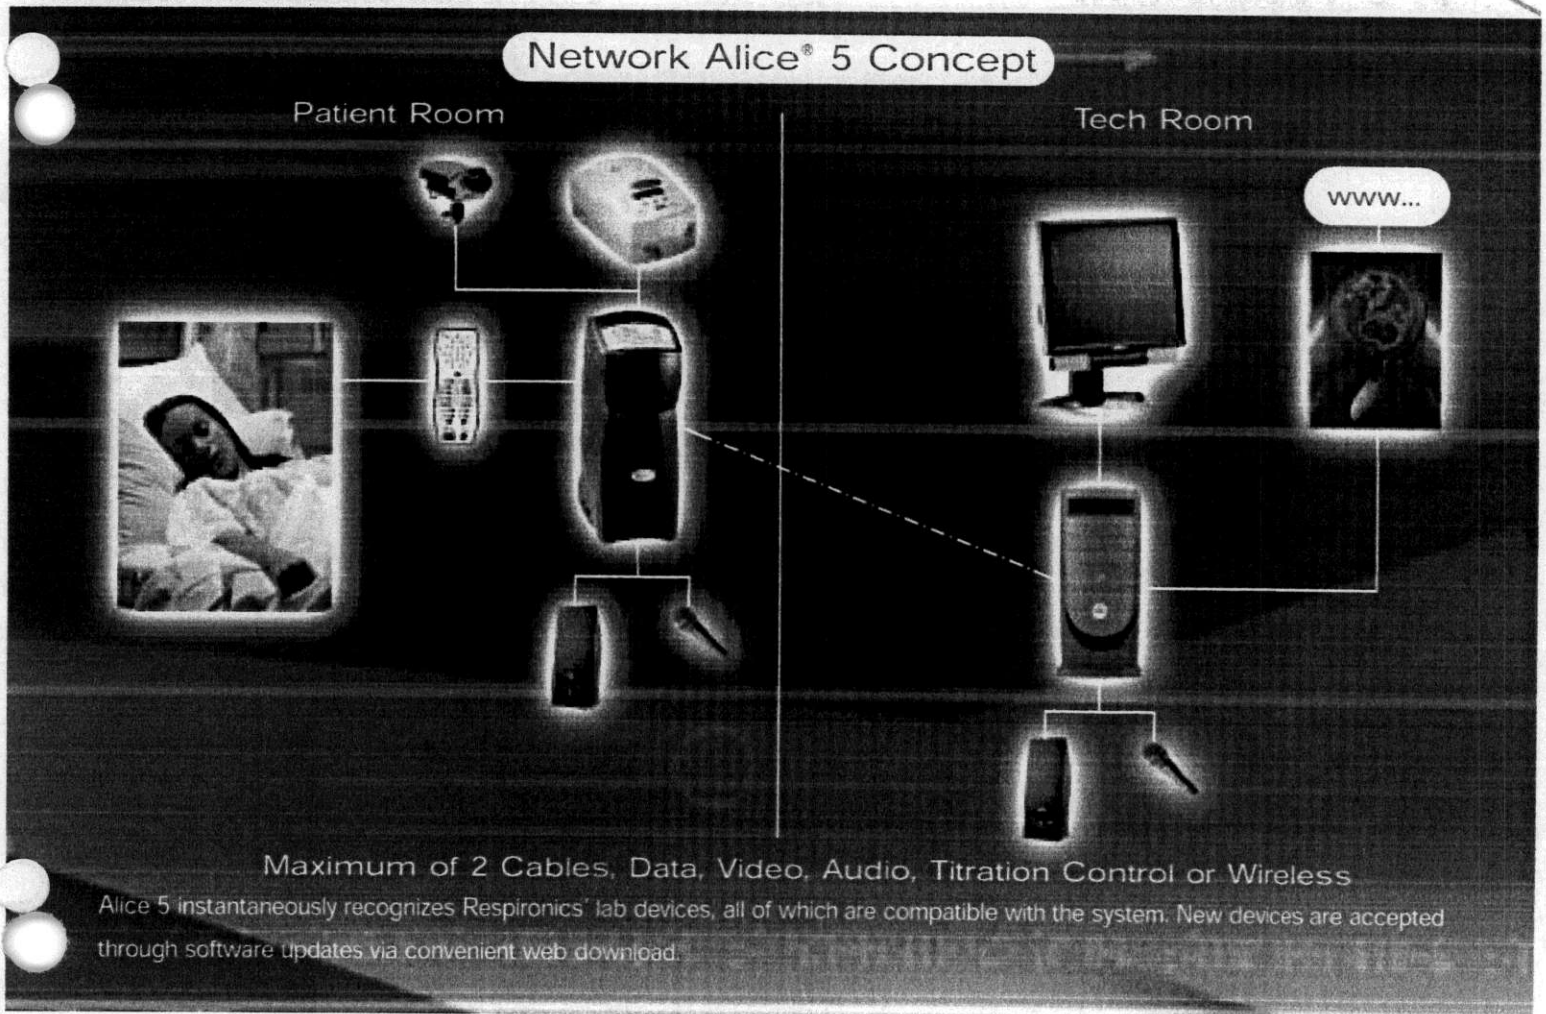 Network Alice® 5 Concept
Patient Room
Tech Room
www...
Maximum of 2 Cables, Data, Video, Audio, Titration Control or Wireless
Alice 5 instantaneously recognizes Respironics' lab devices, all of which are compatible with the system. New devices are accepted
through software updates via convenient web download.